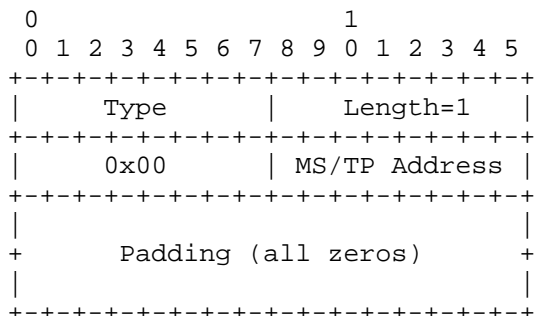 0                   1
 0 1 2 3 4 5 6 7 8 9 0 1 2 3 4 5
+-+-+-+-+-+-+-+-+-+-+-+-+-+-+-+-+
|     Type      |    Length=1   |
+-+-+-+-+-+-+-+-+-+-+-+-+-+-+-+-+
|     0x00      | MS/TP Address |
+-+-+-+-+-+-+-+-+-+-+-+-+-+-+-+-+
|                               |
+      Padding (all zeros)      +
|                               |
+-+-+-+-+-+-+-+-+-+-+-+-+-+-+-+-+